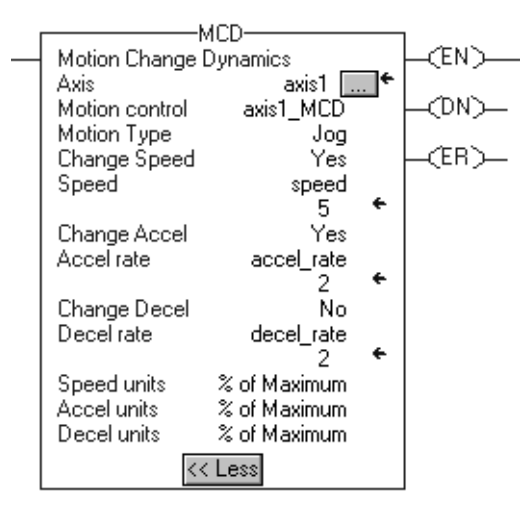 MCD
Motion Change Dynamics
Axis axis1 ...
Motion control axis1_MCD
Motion Type Jog
Change Speed Yes
Speed speed
5
Change Accel Yes
Accel rate accel_rate
2
Change Decel No
Decel rate decel_rate
2
Speed units % of Maximum
Accel units % of Maximum
Decel units % of Maximum
<< Less
EN
DN
ER